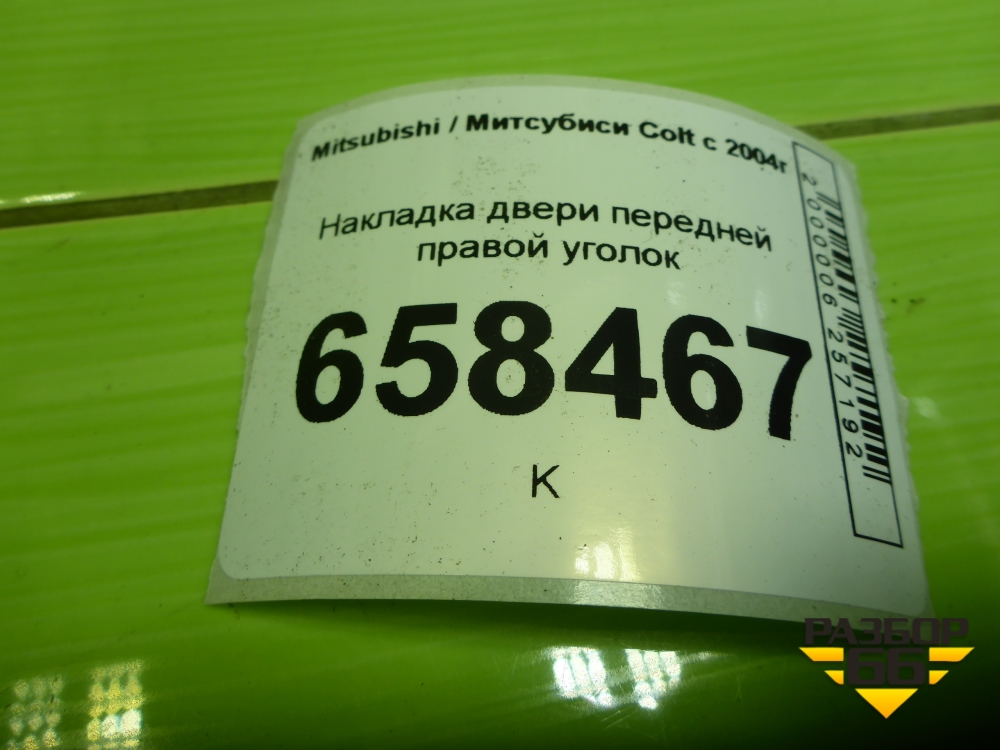 Mitsubishi / Митсубиси Colt с 2004г
Накладка двери передней
правой уголок
658467
К
2000006257192
РАЗБОР
66